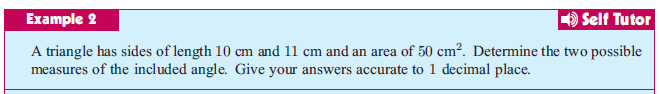 Example 2 Self Tutor
A triangle has sides of length 10 cm and 11 cm and an area of 50 cm². Determine the two possible
measures of the included angle. Give your answers accurate to 1 decimal place.